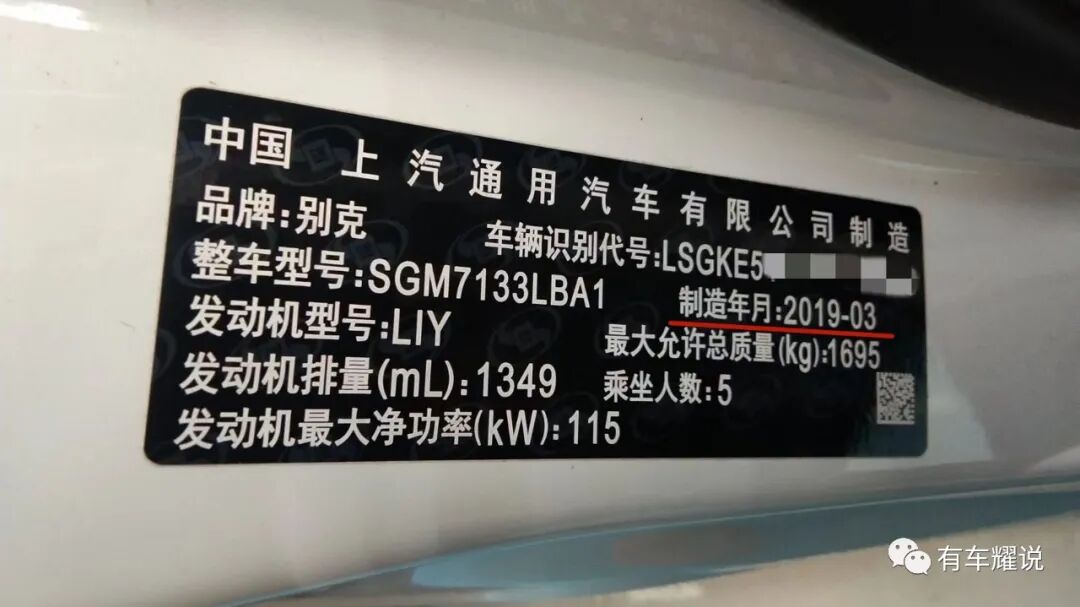 中国 上汽通用汽车有限公司制造
品牌:别克
车辆识别代号:LSGKE5
整车型号:SGM7133LBA1
制造年月:2019-03
发动机型号:LIY
最大允许总质量(kg):1695
发动机排量(mL):1349
乘坐人数:5
发动机最大净功率(kW):115
有车耀说